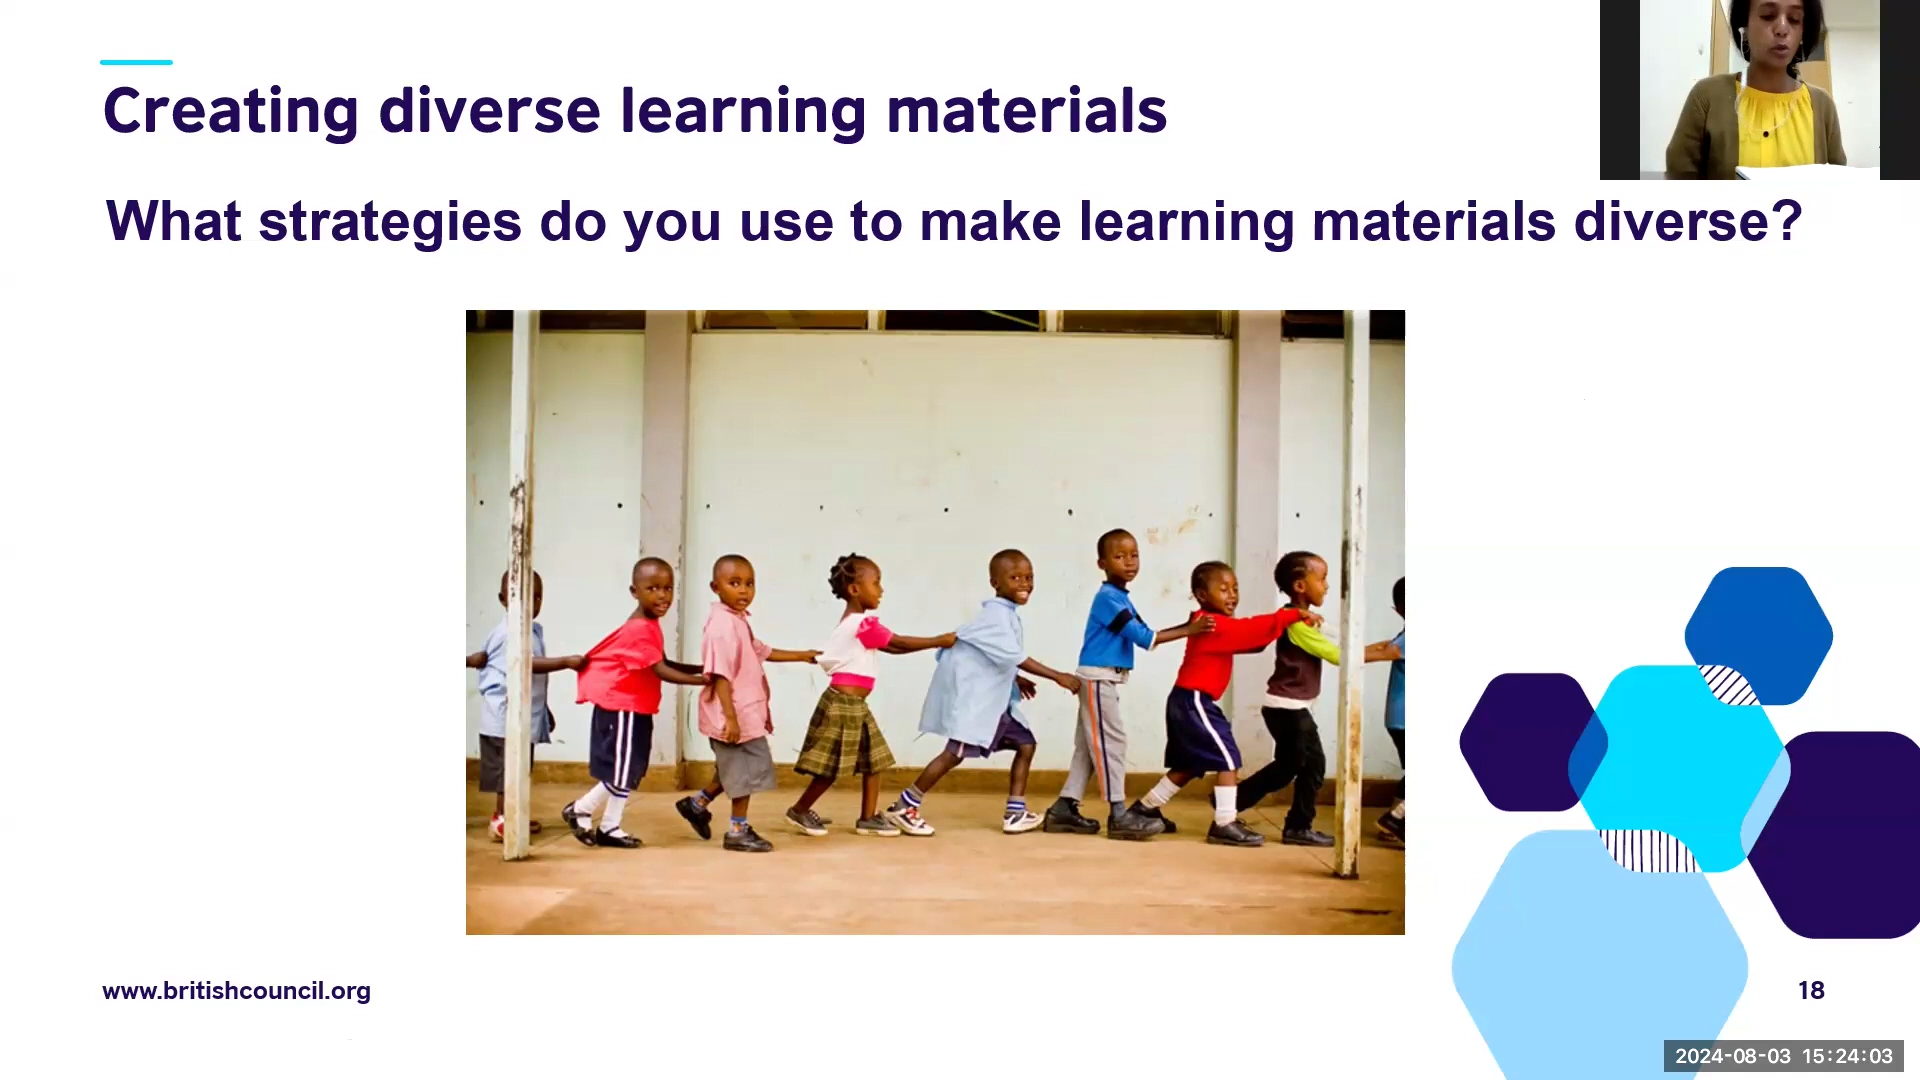 Creating diverse learning materials
What strategies do you use to make learning materials diverse?
www.britishcouncil.org
18
2024-08-03 15:24:03